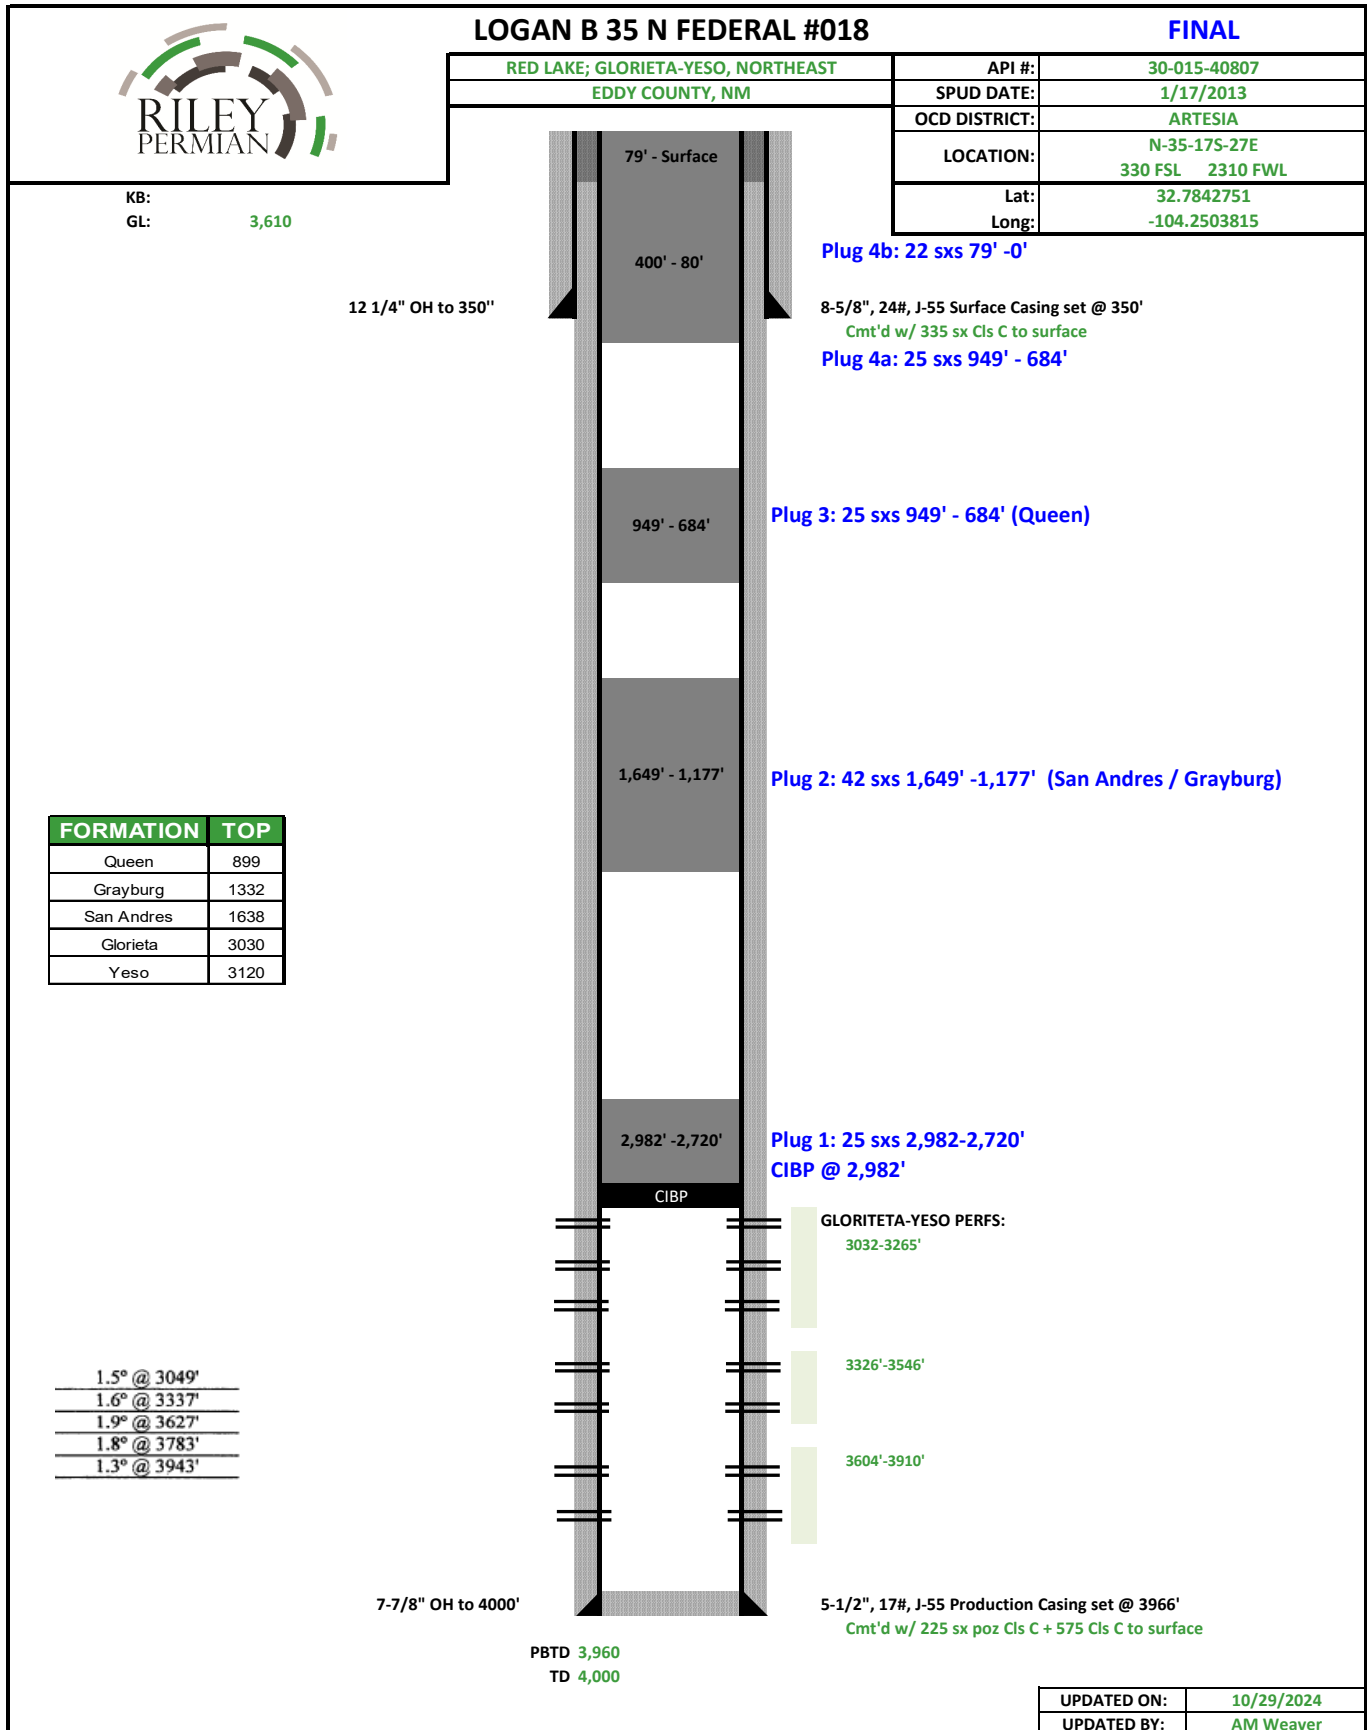 LOGAN B 35 N FEDERAL #018
FINAL
RILEY
PERMIAN
RED LAKE; GLORIETA-YESO, NORTHEAST
EDDY COUNTY, NM
API #: 30-015-40807
SPUD DATE: 1/17/2013
OCD DISTRICT: ARTESIA
LOCATION: N-35-17S-27E
330 FSL 2310 FWL
Lat: 32.7842751
Long: -104.2503815
KB:
GL: 3,610
79' - Surface
Plug 4b: 22 sxs 79' -0'
400' - 80'
12 1/4" OH to 350''
8-5/8", 24#, J-55 Surface Casing set @ 350'
Cmt'd w/ 335 sx Cls C to surface
Plug 4a: 25 sxs 949' - 684'
949' - 684'
Plug 3: 25 sxs 949' - 684' (Queen)
1,649' - 1,177'
Plug 2: 42 sxs 1,649' -1,177' (San Andres / Grayburg)
FORMATION TOP
Queen 899
Grayburg 1332
San Andres 1638
Glorieta 3030
Yeso 3120
2,982' -2,720'
Plug 1: 25 sxs 2,982-2,720'
CIBP @ 2,982'
CIBP
GLORITETA-YESO PERFS:
3032-3265'
3326'-3546'
3604'-3910'
1.5° @ 3049'
1.6° @ 3337'
1.9° @ 3627'
1.8° @ 3783'
1.3° @ 3943'
7-7/8" OH to 4000'
5-1/2", 17#, J-55 Production Casing set @ 3966'
Cmt'd w/ 225 sx poz Cls C + 575 Cls C to surface
PBTD 3,960
TD 4,000
UPDATED ON: 10/29/2024
UPDATED BY: AM Weaver